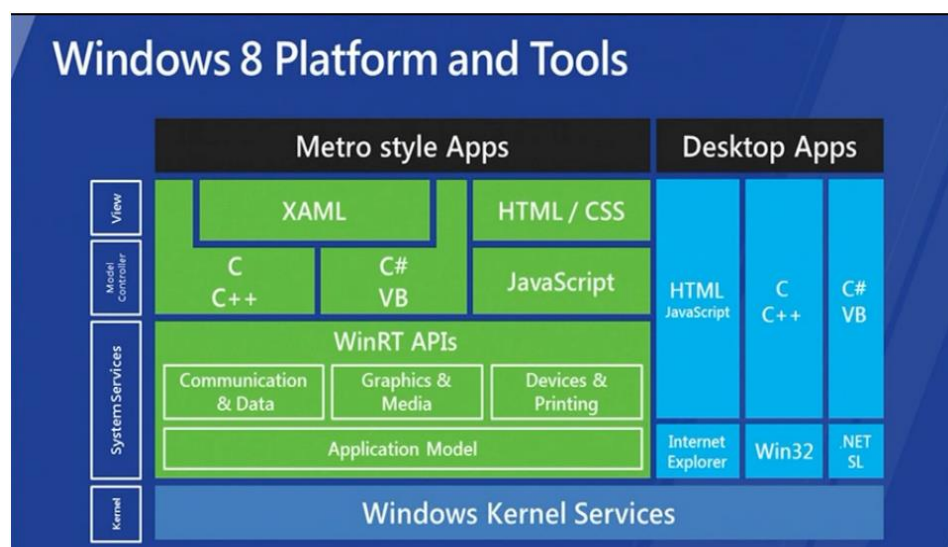 Windows 8 Platform and Tools
Metro style Apps
Desktop Apps
View
XAML
HTML / CSS
Model
Controller
C
C++
C#
VB
JavaScript
HTML
JavaScript
C
C++
C#
VB
System Services
WinRT APIs
Communication
& Data
Graphics &
Media
Devices &
Printing
Application Model
Internet
Explorer
Win32
.NET
SL
Kernel
Windows Kernel Services